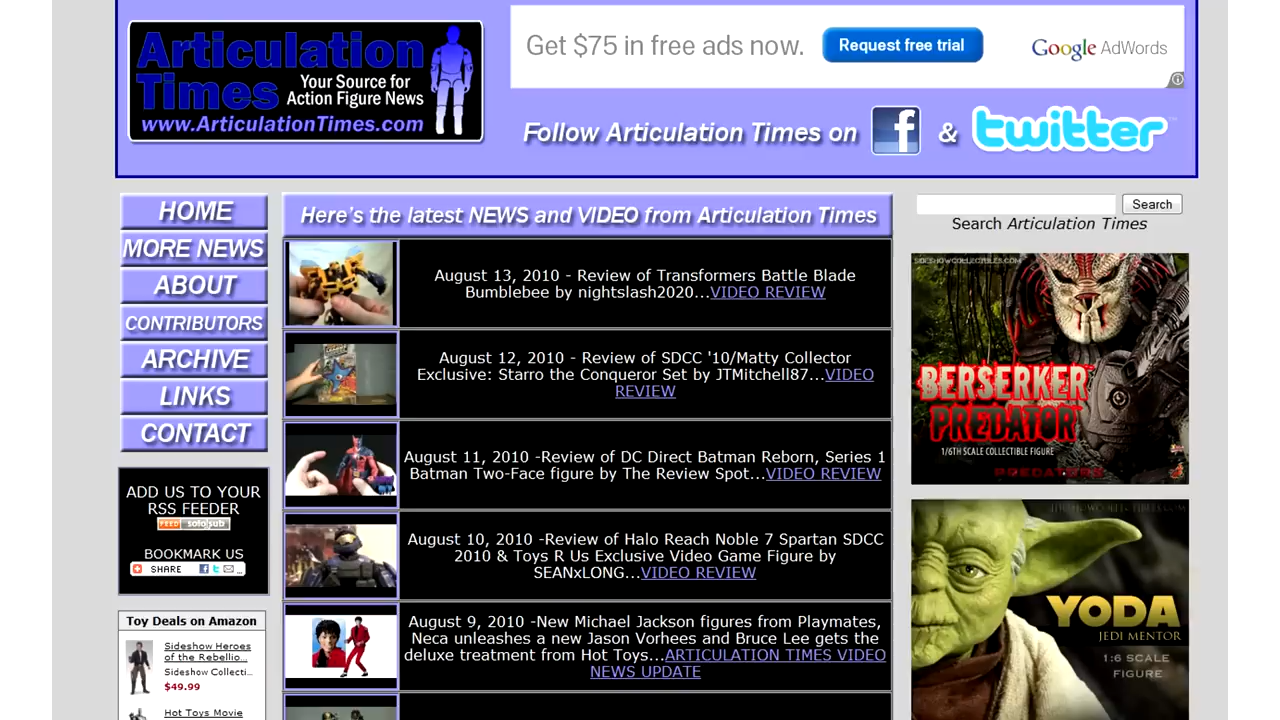 Articulation
Times
Your Source for
Action Figure News
www.ArticulationTimes.com
Get $75 in free ads now.
Request free trial
Google AdWords
Follow Articulation Times on
f
&
twitter
HOME
MORE NEWS
ABOUT
CONTRIBUTORS
ARCHIVE
LINKS
CONTACT
ADD US TO YOUR
RSS FEEDER
FEED solosub
BOOKMARK US
SHARE
Toy Deals on Amazon
Sideshow Heroes
of the Rebellio...
Sideshow Collecti...
$49.99
Hot Toys Movie
Here's the latest NEWS and VIDEO from Articulation Times
August 13, 2010 - Review of Transformers Battle Blade
Bumblebee by nightslash2020...VIDEO REVIEW
August 12, 2010 - Review of SDCC '10/Matty Collector
Exclusive: Starro the Conqueror Set by JTMitchell87...VIDEO
REVIEW
August 11, 2010 -Review of DC Direct Batman Reborn, Series 1
Batman Two-Face figure by The Review Spot...VIDEO REVIEW
August 10, 2010 -Review of Halo Reach Noble 7 Spartan SDCC
2010 & Toys R Us Exclusive Video Game Figure by
SEANxLONG...VIDEO REVIEW
August 9, 2010 -New Michael Jackson figures from Playmates,
Neca unleashes a new Jason Vorhees and Bruce Lee gets the
deluxe treatment from Hot Toys...ARTICULATION TIMES VIDEO
NEWS UPDATE
Search
Search Articulation Times
SIDESHOWCOLLECTIBLES.COM
BERSERKER
PREDATOR
1/6TH SCALE COLLECTIBLE FIGURE
PREDATORS
YODA
JEDI MENTOR
1:6 SCALE
FIGURE